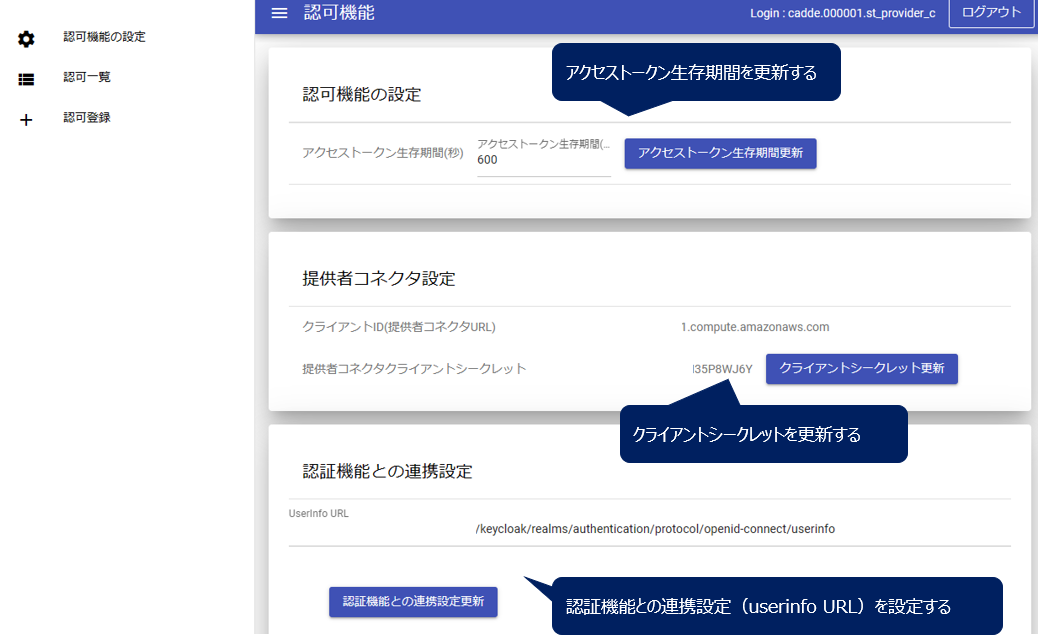 認可機能
Login : cadde.000001.st_provider_c
ログアウト
認可機能の設定
認可一覧
認可登録
アクセストークン生存期間を更新する
認可機能の設定
アクセストークン生存期間(秒)
アクセストークン生存期間(...
600
アクセストークン生存期間更新
提供者コネクタ設定
クライアントID(提供者コネクタURL)
1.compute.amazonaws.com
提供者コネクタクライアントシークレット
35P8WJ6Y
クライアントシークレット更新
クライアントシークレットを更新する
認証機能との連携設定
UserInfo URL
/keycloak/realms/authentication/protocol/openid-connect/userinfo
認証機能との連携設定更新
認証機能との連携設定（userinfo URL）を設定する